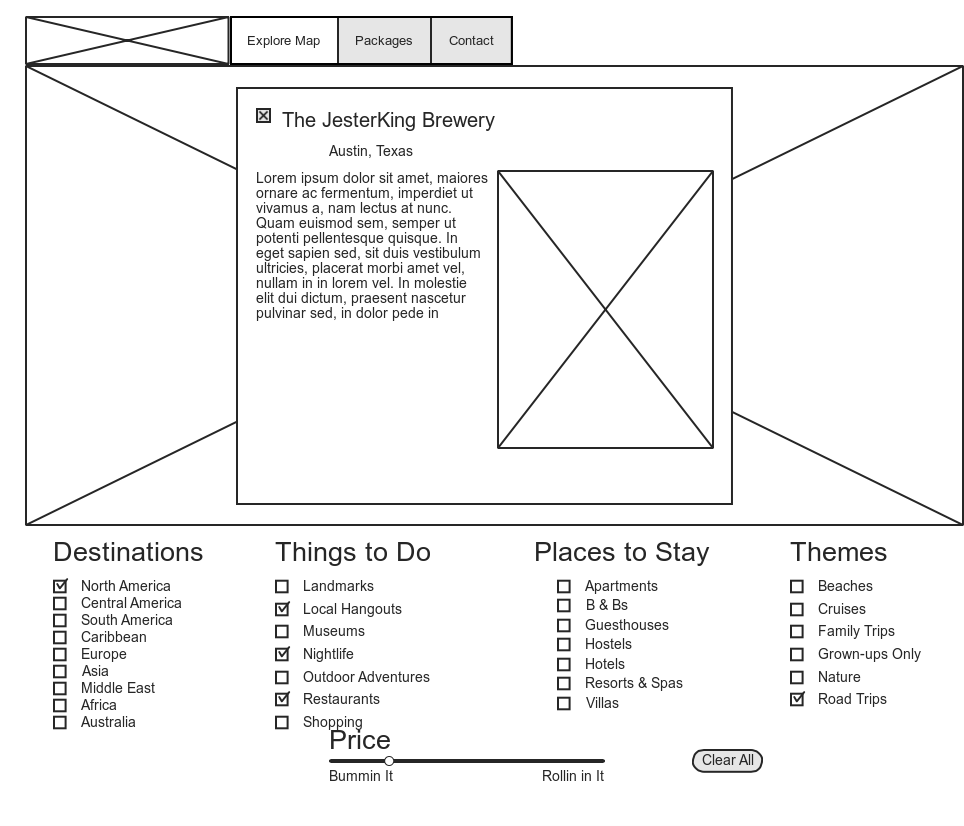 Explore Map
Packages
Contact
The JesterKing Brewery
Austin, Texas
Lorem ipsum dolor sit amet, maiores
ornare ac fermentum, imperdiet ut
vivamus a, nam lectus at nunc.
Quam euismod sem, semper ut
potenti pellentesque quisque. In
eget sapien sed, sit duis vestibulum
ultricies, placerat morbi amet vel,
nullam in in lorem vel. In molestie
elit dui dictum, praesent nascetur
pulvinar sed, in dolor pede in
Destinations
North America
Central America
South America
Caribbean
Europe
Asia
Middle East
Africa
Australia
Things to Do
Landmarks
Local Hangouts
Museums
Nightlife
Outdoor Adventures
Restaurants
Shopping
Places to Stay
Apartments
B & Bs
Guesthouses
Hostels
Hotels
Resorts & Spas
Villas
Themes
Beaches
Cruises
Family Trips
Grown-ups Only
Nature
Road Trips
Price
Bummin It
Rollin in It
Clear All